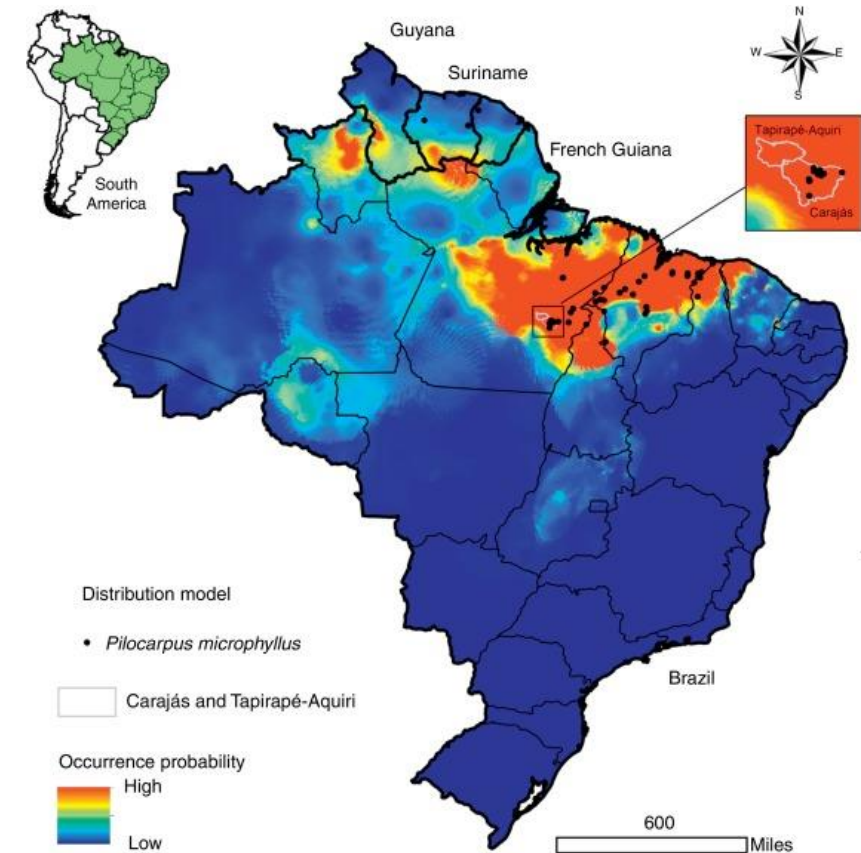 Guyana
Suriname
French Guiana
South
America
N
W
E
S
Tapirapé-Aquiri
Carajás
Distribution model
Pilocarpus microphyllus
Carajás and Tapirapé-Aquiri
Occurrence probability
High
Low
Brazil
600
Miles